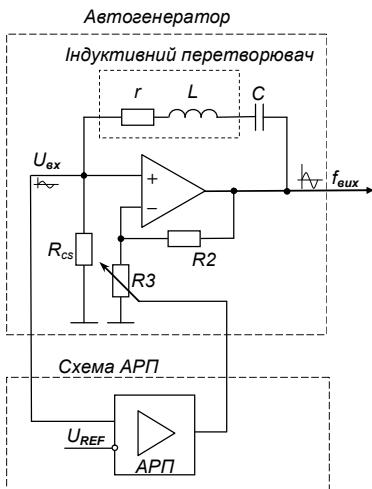 Автогенератор
Індуктивний перетворювач
r L C
Uвх
+
fвих
−
Rcs
R2
R3
Схема АРП
UREF
АРП